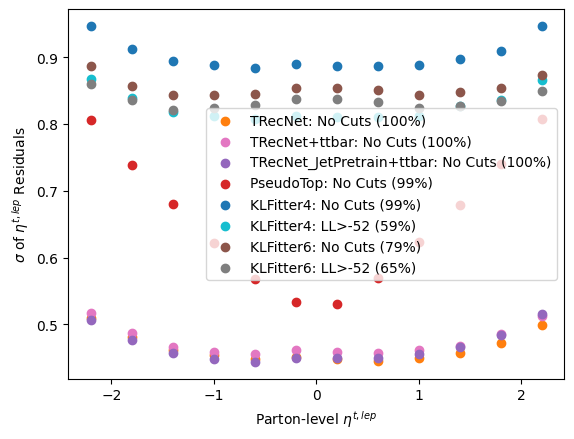 0.9
0.8
0.7
0.6
0.5
σ of η^{t, lep} Residuals
TRecNet: No Cuts (100%)
TRecNet+ttbar: No Cuts (100%)
TRecNet_JetPretrain+ttbar: No Cuts (100%)
PseudoTop: No Cuts (99%)
KLFitter4: No Cuts (99%)
KLFitter4: LL>-52 (59%)
KLFitter6: No Cuts (79%)
KLFitter6: LL>-52 (65%)
−2 −1 0 1 2
Parton-level η^{t, lep}